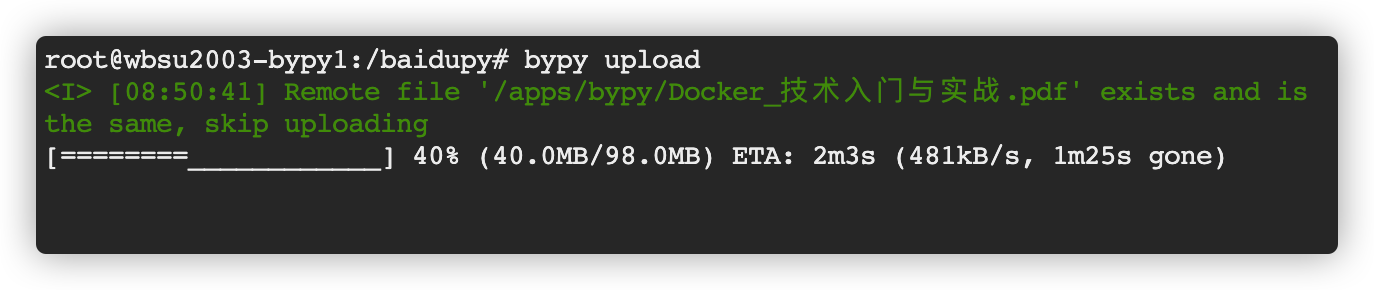 root@wbsu2003-bypy1:/baidupy# bypy upload
<I> [08:50:41] Remote file '/apps/bypy/Docker_技术入门与实战.pdf' exists and is
the same, skip uploading
[========____________] 40% (40.0MB/98.0MB) ETA: 2m3s (481kB/s, 1m25s gone)